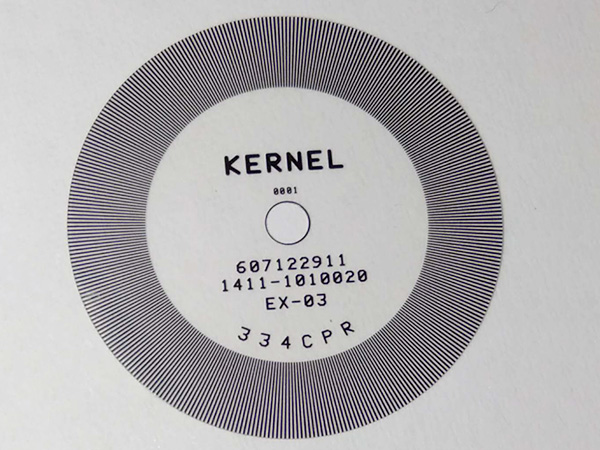 KERNEL
0001
607122911
1411-1010020
EX-03
334CPR